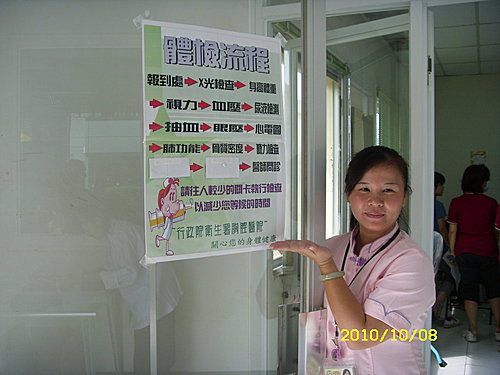 體檢流程
報到處→X光檢查→身高體重
→視力→血壓→尿液檢測
→抽血→眼壓→心電圖
→肺功能→骨質密度→聽力檢查
→醫師問診
請往人較少的關卡執行檢查
以減少您等候的時間
"行政院衛生署胸腔醫院"
關心您的身體健康
2010/10/08